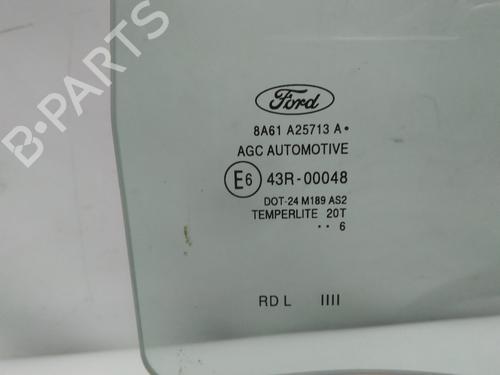 Ford
8A61 A25713 A•
AGC AUTOMOTIVE
E6 43R-00048
DOT-24 M189 AS2
TEMPERLITE 20T
•• 6
RD L IIII
B-PARTS